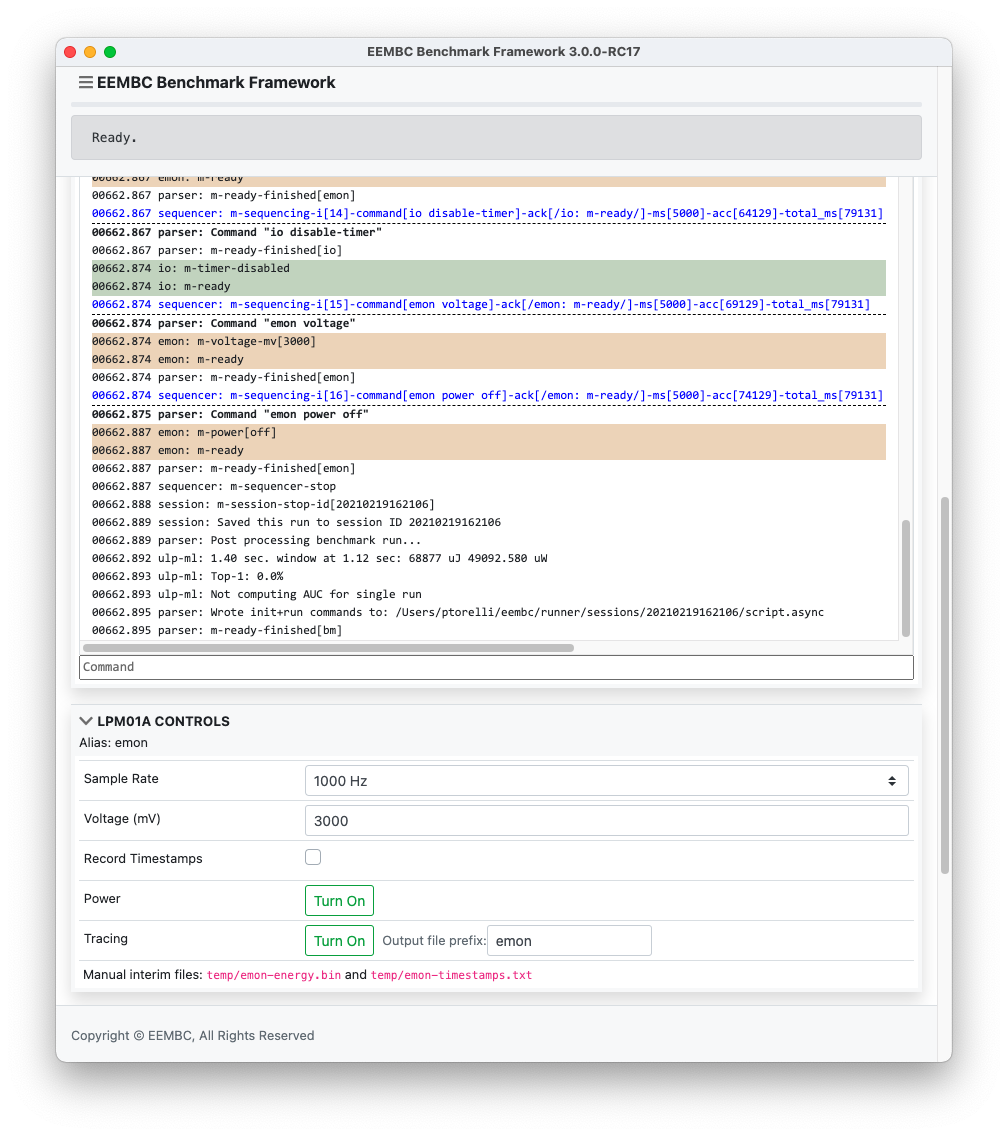 EEMBC Benchmark Framework 3.0.0-RC17
EEMBC Benchmark Framework
Ready.
00662.867 emon: m-ready
00662.867 parser: m-ready-finished[emon]
00662.867 sequencer: m-sequencing-i[14]-command[io disable-timer]-ack[/io: m-ready/]-ms[5000]-acc[64129]-total_ms[79131]
00662.867 parser: Command "io disable-timer"
00662.867 parser: m-ready-finished[io]
00662.874 io: m-timer-disabled
00662.874 io: m-ready
00662.874 sequencer: m-sequencing-i[15]-command[emon voltage]-ack[/emon: m-ready/]-ms[5000]-acc[69129]-total_ms[79131]
00662.874 parser: Command "emon voltage"
00662.874 emon: m-voltage-mv[3000]
00662.874 emon: m-ready
00662.874 parser: m-ready-finished[emon]
00662.874 sequencer: m-sequencing-i[16]-command[emon power off]-ack[/emon: m-ready/]-ms[5000]-acc[74129]-total_ms[79131]
00662.875 parser: Command "emon power off"
00662.887 emon: m-power[off]
00662.887 emon: m-ready
00662.887 parser: m-ready-finished[emon]
00662.887 sequencer: m-sequencer-stop
00662.888 session: m-session-stop-id[20210219162106]
00662.889 session: Saved this run to session ID 20210219162106
00662.889 parser: Post processing benchmark run...
00662.892 ulp-ml: 1.40 sec. window at 1.12 sec: 68877 uJ 49092.580 uW
00662.893 ulp-ml: Top-1: 0.0%
00662.893 ulp-ml: Not computing AUC for single run
00662.895 parser: Wrote init+run commands to: /Users/ptorelli/eembc/runner/sessions/20210219162106/script.async
00662.895 parser: m-ready-finished[bm]
Command
LPM01A CONTROLS
Alias: emon
Sample Rate 1000 Hz
Voltage (mV) 3000
Record Timestamps
Power Turn On
Tracing Turn On Output file prefix: emon
Manual interim files: temp/emon-energy.bin and temp/emon-timestamps.txt
Copyright © EEMBC, All Rights Reserved